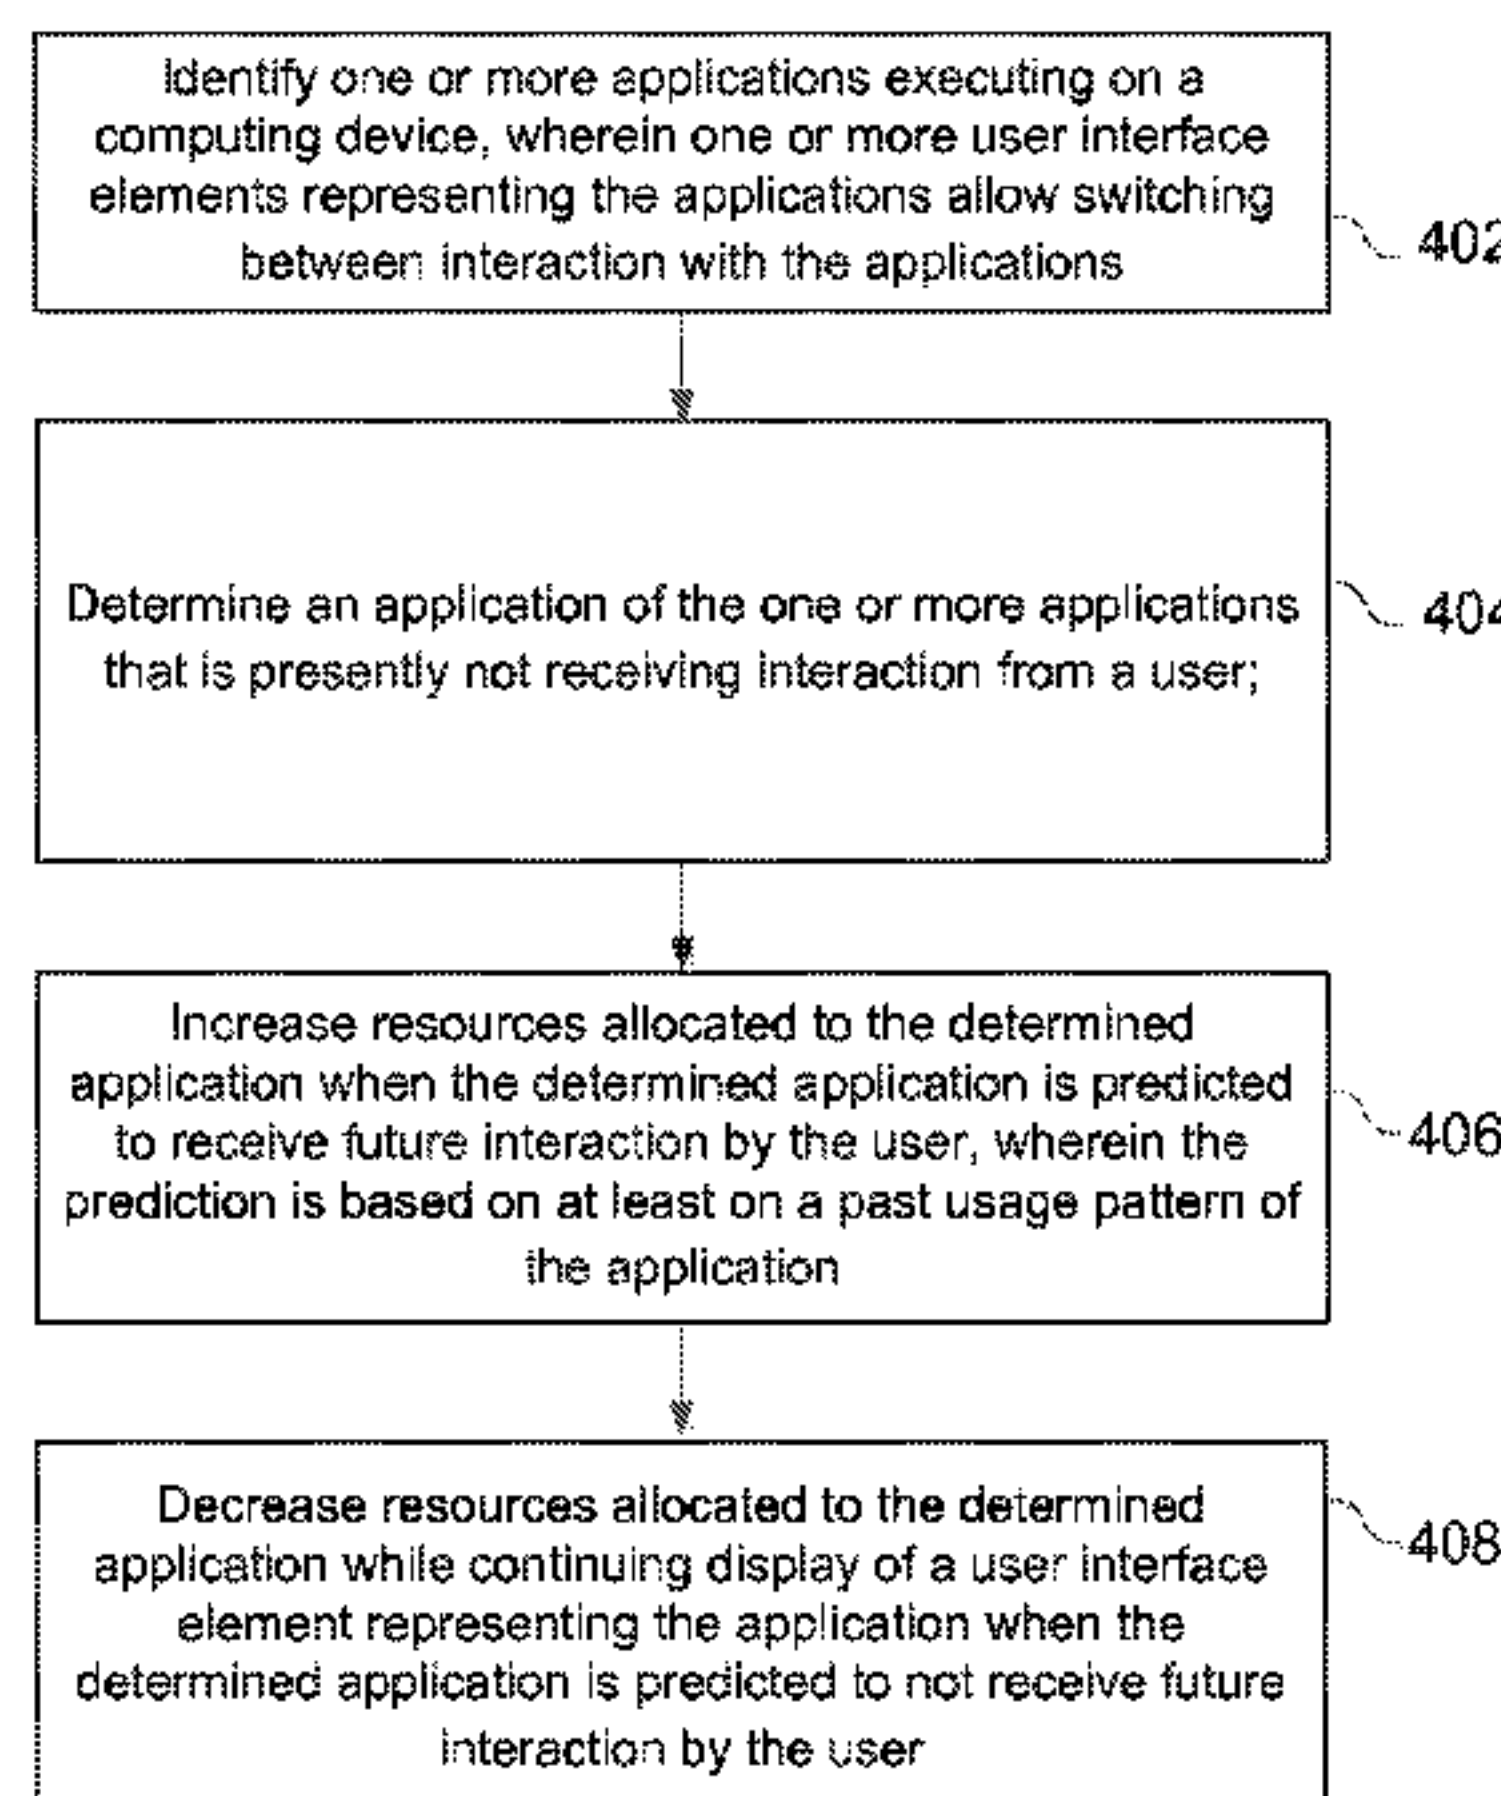 Identify one or more applications executing on a
computing device, wherein one or more user interface
elements representing the applications allow switching
between interaction with the applications
402
Determine an application of the one or more applications
that is presently not receiving interaction from a user;
404
Increase resources allocated to the determined
application when the determined application is predicted
to receive future interaction by the user, wherein the
prediction is based on at least on a past usage pattern of
the application
406
Decrease resources allocated to the determined
application while continuing display of a user interface
element representing the application when the
determined application is predicted to not receive future
interaction by the user
408